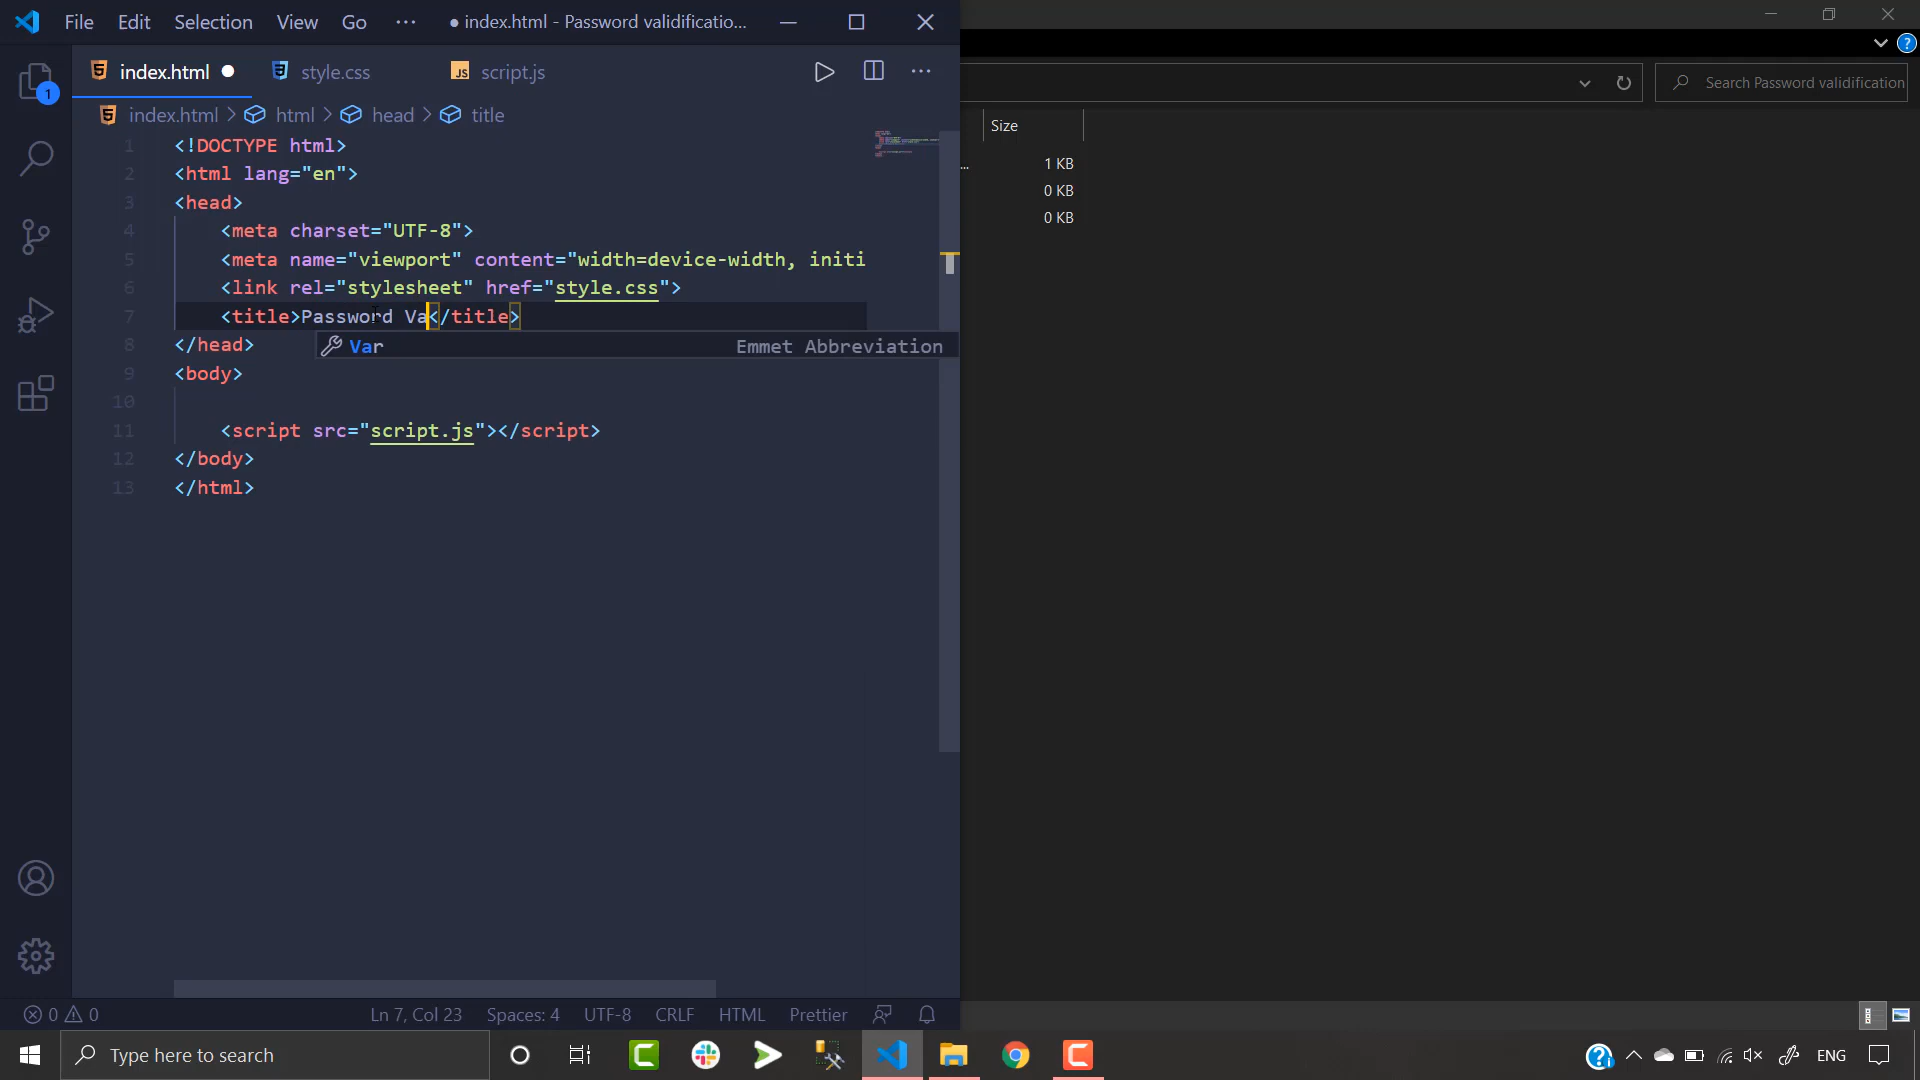 File Edit Selection View Go ··· ● index.html - Password validificatio...
index.html ● style.css JS script.js
index.html > html > head > title
1 <!DOCTYPE html>
2 <html lang="en">
3 <head>
4 <meta charset="UTF-8">
5 <meta name="viewport" content="width=device-width, initi
6 <link rel="stylesheet" href="style.css">
7 <title>Password Va</title>
Var Emmet Abbreviation
8 </head>
9 <body>
10
11 <script src="script.js"></script>
12 </body>
13 </html>
1
0 0 Ln 7, Col 23 Spaces: 4 UTF-8 CRLF HTML Prettier
Search Password validification
Size
... 1 KB
0 KB
0 KB
Type here to search
ENG